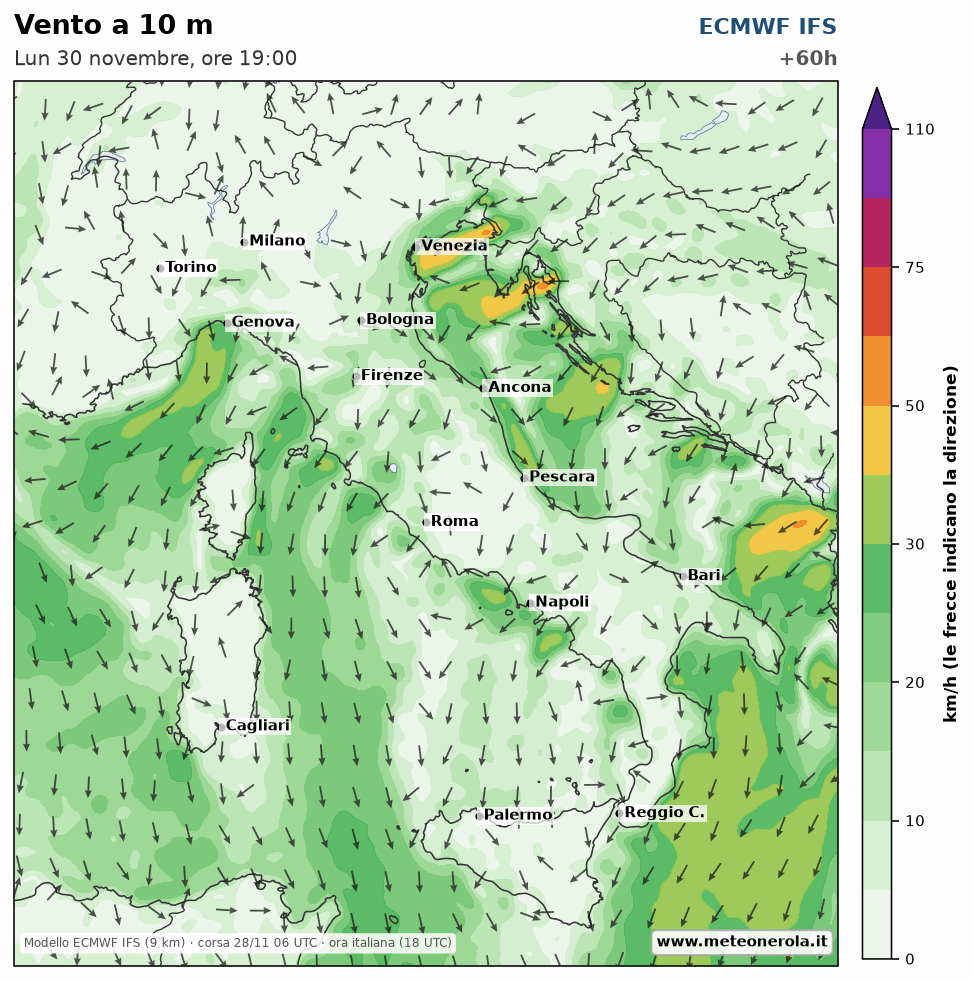 Vento a 10 m
ECMWF IFS
Lun 30 novembre, ore 19:00
+60h
Milano
Venezia
Torino
Genova
Bologna
Firenze
Ancona
Pescara
Roma
Bari
Napoli
Cagliari
Palermo
Reggio C.
110
75
50
30
20
10
0
km/h (le frecce indicano la direzione)
Modello ECMWF IFS (9 km) · corsa 28/11 06 UTC · ora italiana (18 UTC)
www.meteonerola.it